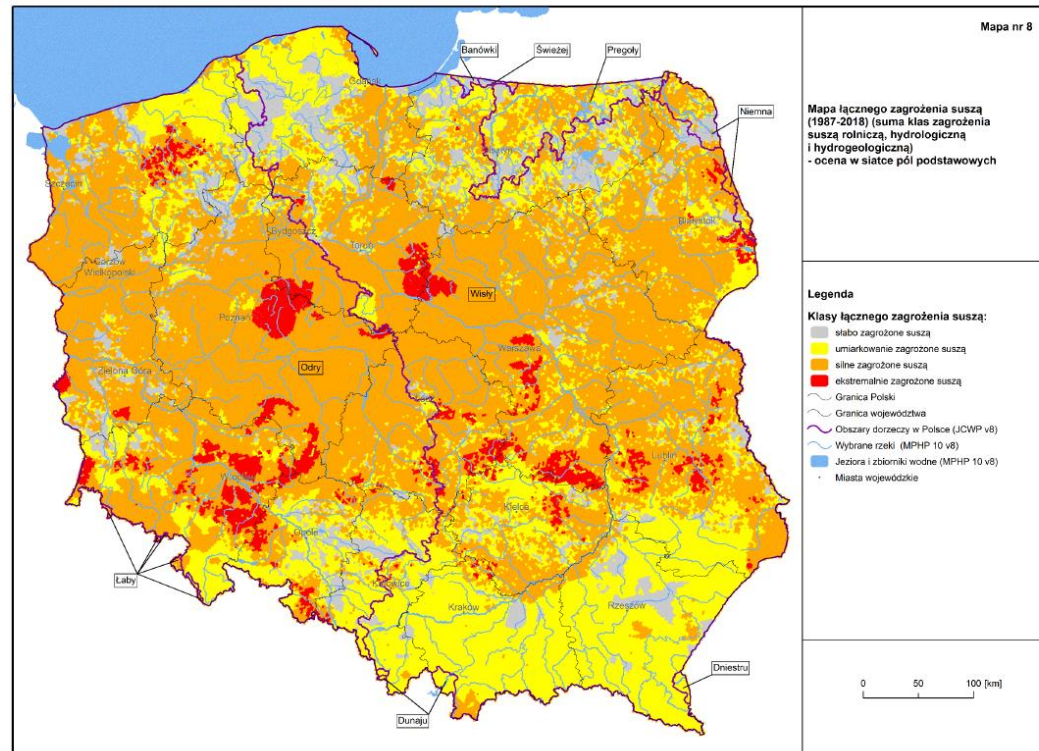 Mapa nr 8
Mapa łącznego zagrożenia suszą
(1987-2018) (suma klas zagrożenia
suszą rolniczą, hydrologiczną
i hydrogeologiczną)
- ocena w siatce pól podstawowych
Legenda
Klasy łącznego zagrożenia suszą:
słabo zagrożone suszą
umiarkowanie zagrożone suszą
silne zagrożone suszą
ekstremalnie zagrożone suszą
Granica Polski
Granica województwa
Obszary dorzeczy w Polsce (JCWP v8)
Wybrane rzeki (MPHP 10 v8)
Jeziora i zbiorniki wodne (MPHP 10 v8)
Miasta wojewódzkie
0 50 100 [km]
Banówki
Świeżej
Pregoły
Niemna
Gdańsk
Szczecin
Białystok
Bydgoszcz
Toruń
Gorzów
Wielkopolski
Wisły
Poznań
Warszawa
Odry
Zielona Góra
Lublin
Wrocław
Kielce
Opole
Łaby
Katowice
Kraków
Rzeszów
Dniestru
Dunaju